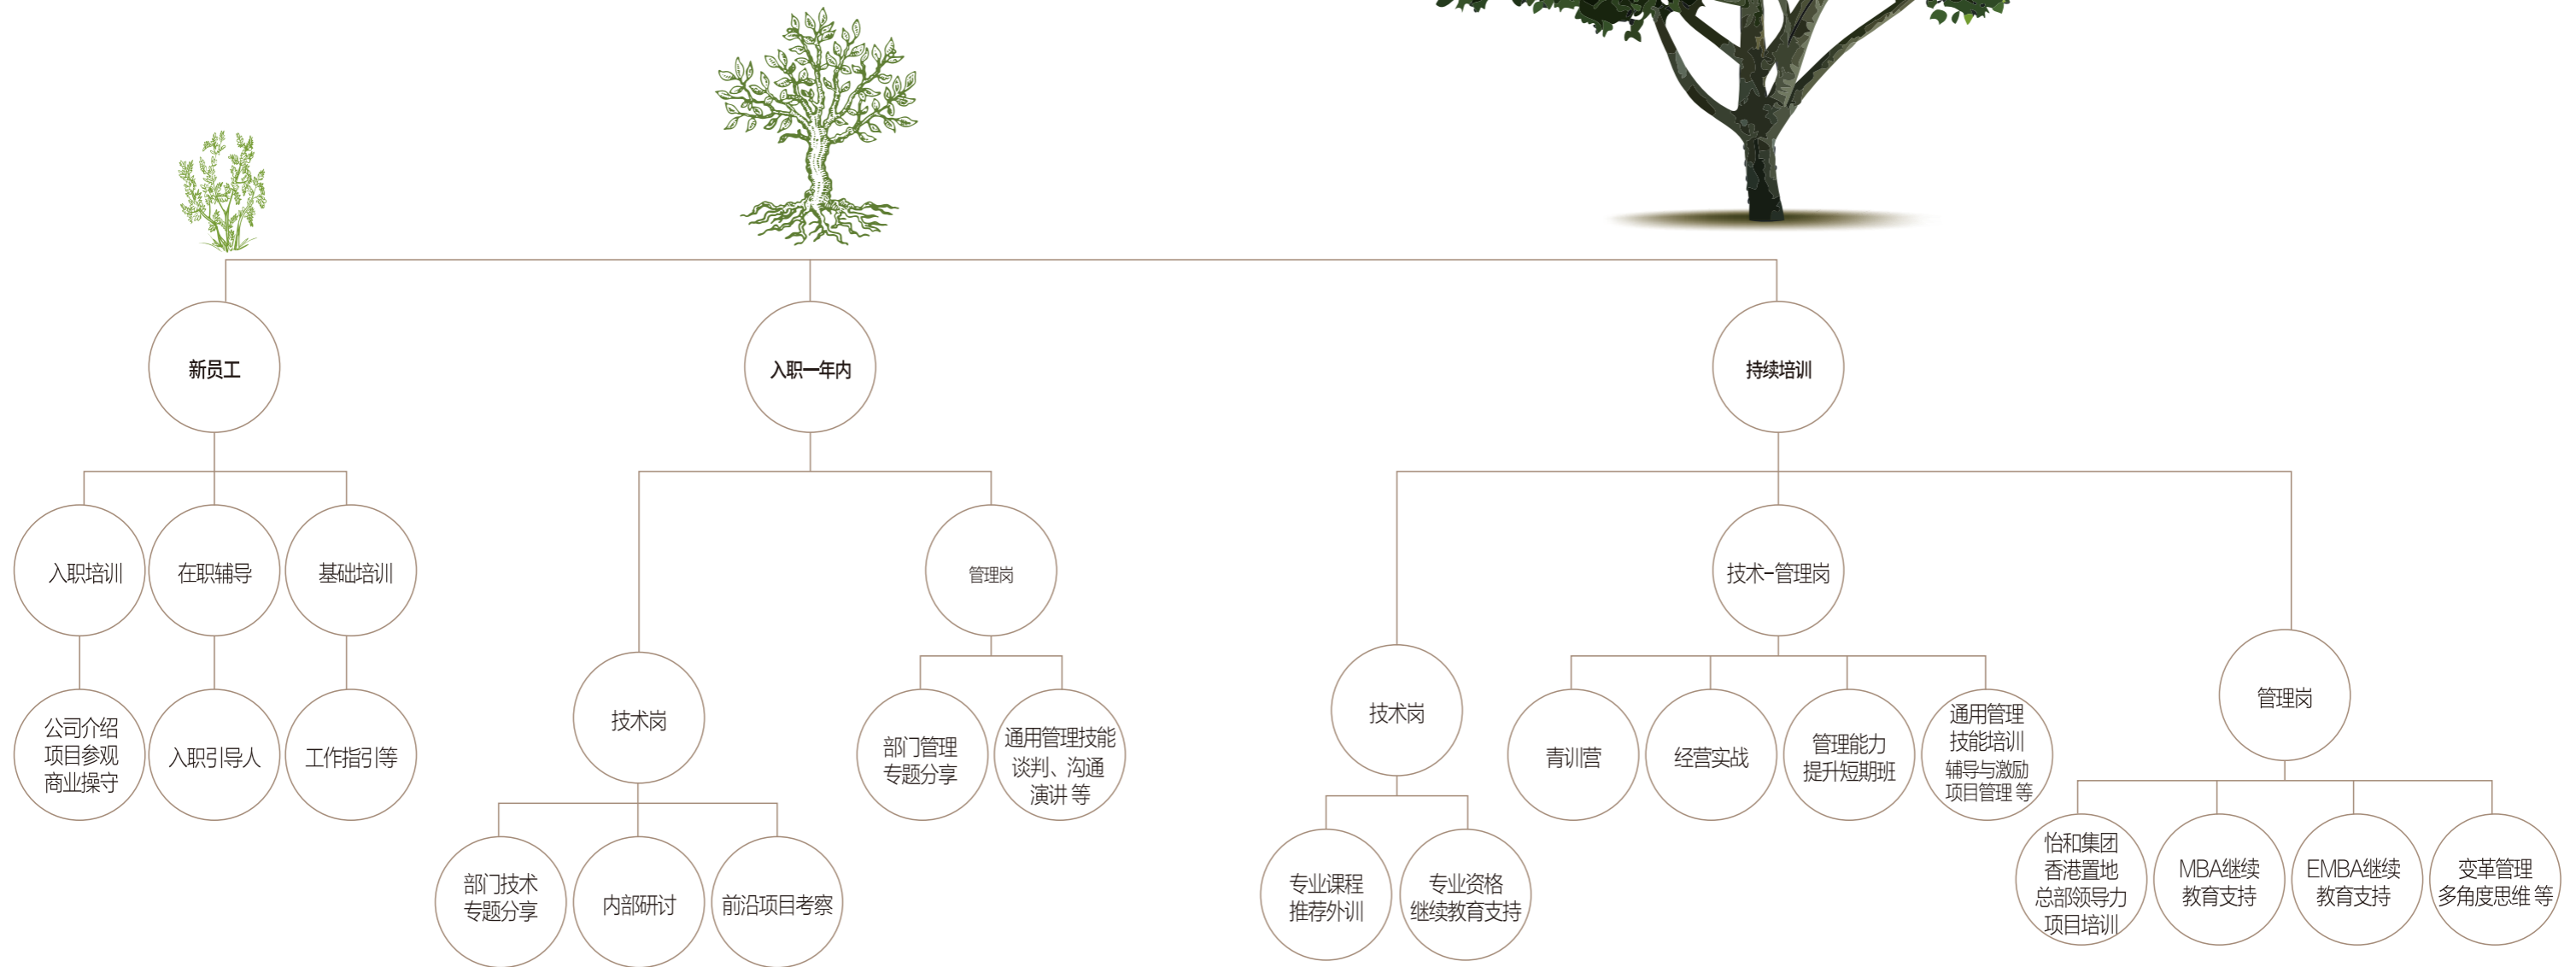 新员工
入职一年内
持续培训
入职培训
在职辅导
基础培训
管理岗
技术-管理岗
公司介绍
项目参观
商业操守
入职引导人
工作指引等
技术岗
部门管理
专题分享
通用管理技能
谈判、沟通
演讲 等
技术岗
青训营
经营实战
管理能力
提升短期班
通用管理
技能培训
辅导与激励
项目管理 等
管理岗
部门技术
专题分享
内部研讨
前沿项目考察
专业课程
推荐外训
专业资格
继续教育支持
怡和集团
香港置地
总部领导力
项目培训
MBA继续
教育支持
EMBA继续
教育支持
变革管理
多角度思维 等